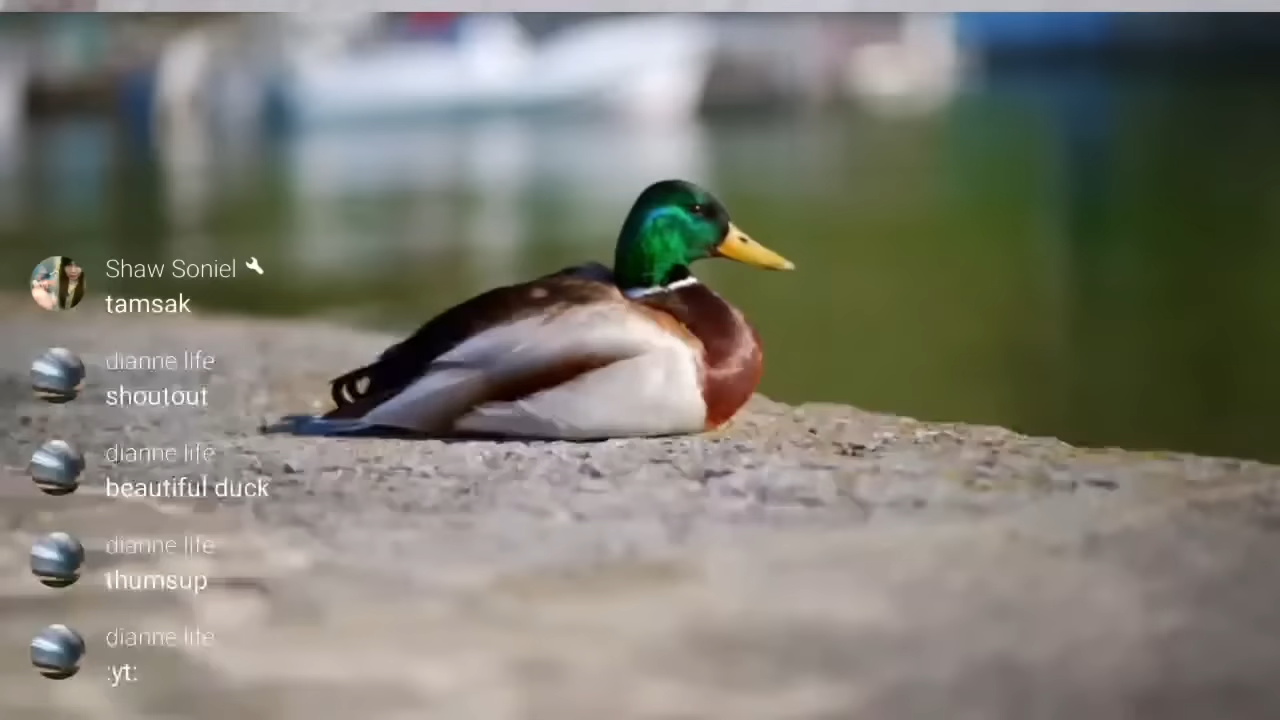 Shaw Soniel
tamsak
dianne life
shoutout
dianne life
beautiful duck
dianne life
thumsup
dianne life
:yt: